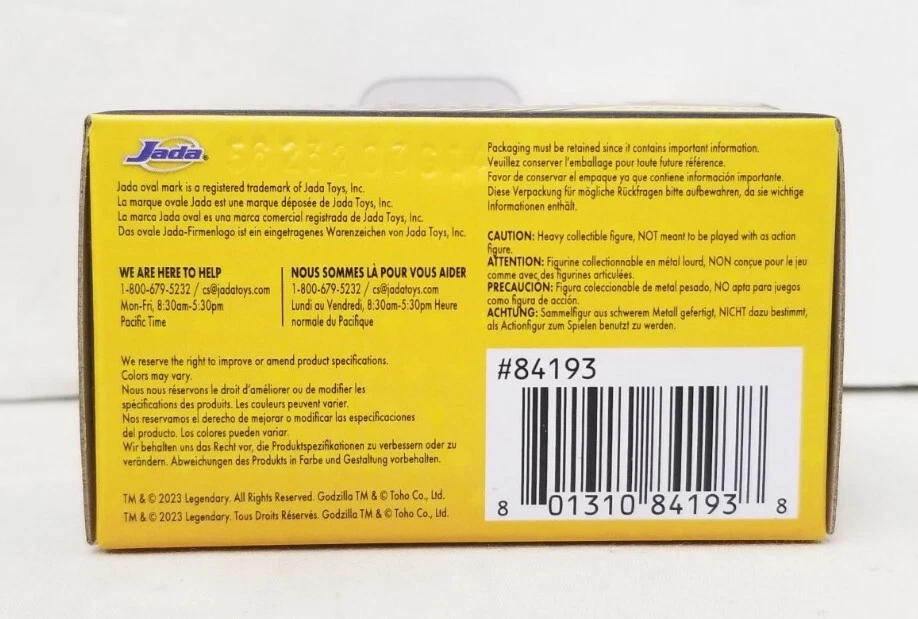 Jada
Jada oval mark is a registered trademark of Jada Toys, Inc.
La marque ovale Jada est une marque déposée de Jada Toys, Inc.
La marca Jada oval es una marca comercial registrada de Jada Toys, Inc.
Das ovale Jada-Firmenlogo ist ein eingetragenes Warenzeichen von Jada Toys, Inc.
WE ARE HERE TO HELP
1-800-679-5232 / cs@jadatoys.com
Mon-Fri, 8:30am-5:30pm
Pacific Time
NOUS SOMMES LÀ POUR VOUS AIDER
1-800-679-5232 / cs@jadatoys.com
Lundi au Vendredi, 8:30am-5:30pm Heure
normale du Pacifique
We reserve the right to improve or amend product specifications.
Colors may vary.
Nous nous réservons le droit d'améliorer ou de modifier les
spécifications des produits. Les couleurs peuvent varier.
Nos reservamos el derecho de mejorar o modificar las especificaciones
del producto. Los colores pueden variar.
Wir behalten uns das Recht vor, die Produktspezifikationen zu verbessern oder zu
verändern. Abweichungen des Produkts in Farbe und Gestaltung vorbehalten.
TM & © 2023 Legendary. All Rights Reserved. Godzilla TM & © Toho Co., Ltd.
TM & © 2023 Legendary. Tous Droits Réservés. Godzilla TM & © Toho Co., Ltd.
Packaging must be retained since it contains important information.
Veuillez conserver l'emballage pour toute future référence.
Favor de conservar el empaque ya que contiene información importante.
Diese Verpackung für mögliche Rückfragen bitte aufbewahren, da sie wichtige
Informationen enthält.
CAUTION: Heavy collectible figure, NOT meant to be played with as action
figure.
ATTENTION: Figurine collectionnable en métal lourd, NON conçue pour le jeu
comme avec des figurines articulées.
PRECAUCIÓN: Figura coleccionable de metal pesado, NO apta para juegos
como figura de acción.
ACHTUNG: Sammelfigur aus schwerem Metall gefertigt, NICHT dazu bestimmt,
als Actionfigur zum Spielen benutzt zu werden.
#84193
8 01310 84193 8